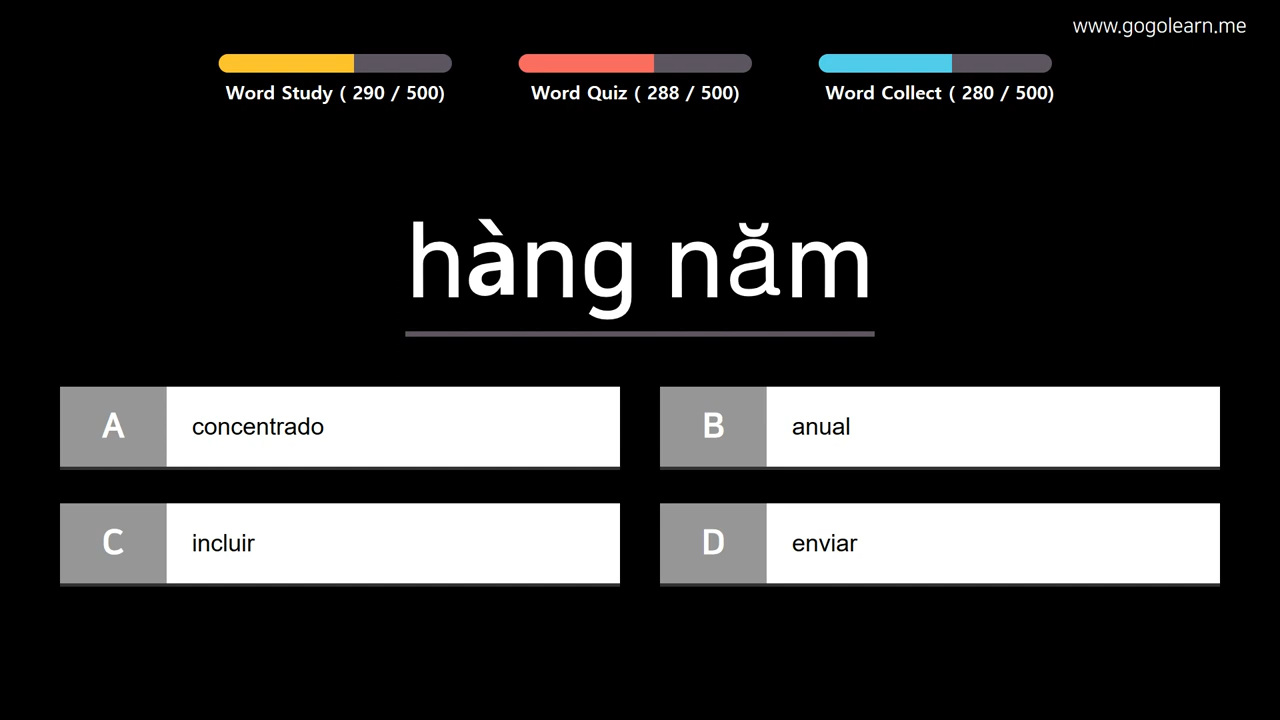 www.gogolearn.me
Word Study ( 290 / 500)
Word Quiz ( 288 / 500)
Word Collect ( 280 / 500)
hàng năm
A concentrado
B anual
C incluir
D enviar